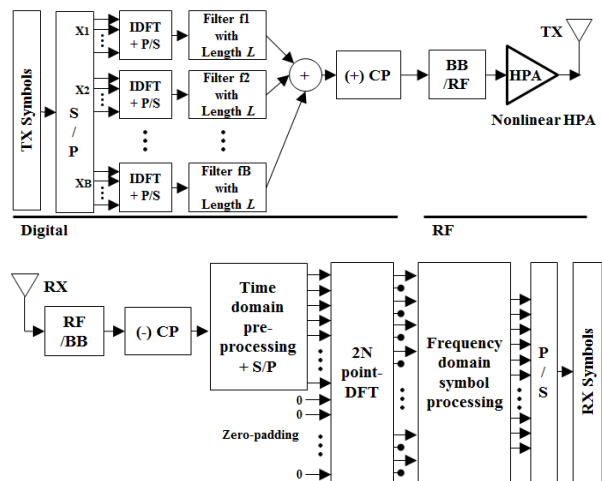 TX Symbols
S
/
P
X1
X2
XB
IDFT
+ P/S
IDFT
+ P/S
IDFT
+ P/S
Filter f1
with
Length L
Filter f2
with
Length L
Filter fB
with
Length L
+
(+) CP
BB
/RF
HPA
TX
Nonlinear HPA
Digital
RF
RX
RF
/BB
(-) CP
Time
domain
pre-
processing
+ S/P
0
0
Zero-padding
0
2N
point-
DFT
Frequency
domain
symbol
processing
P
/
S
RX Symbols